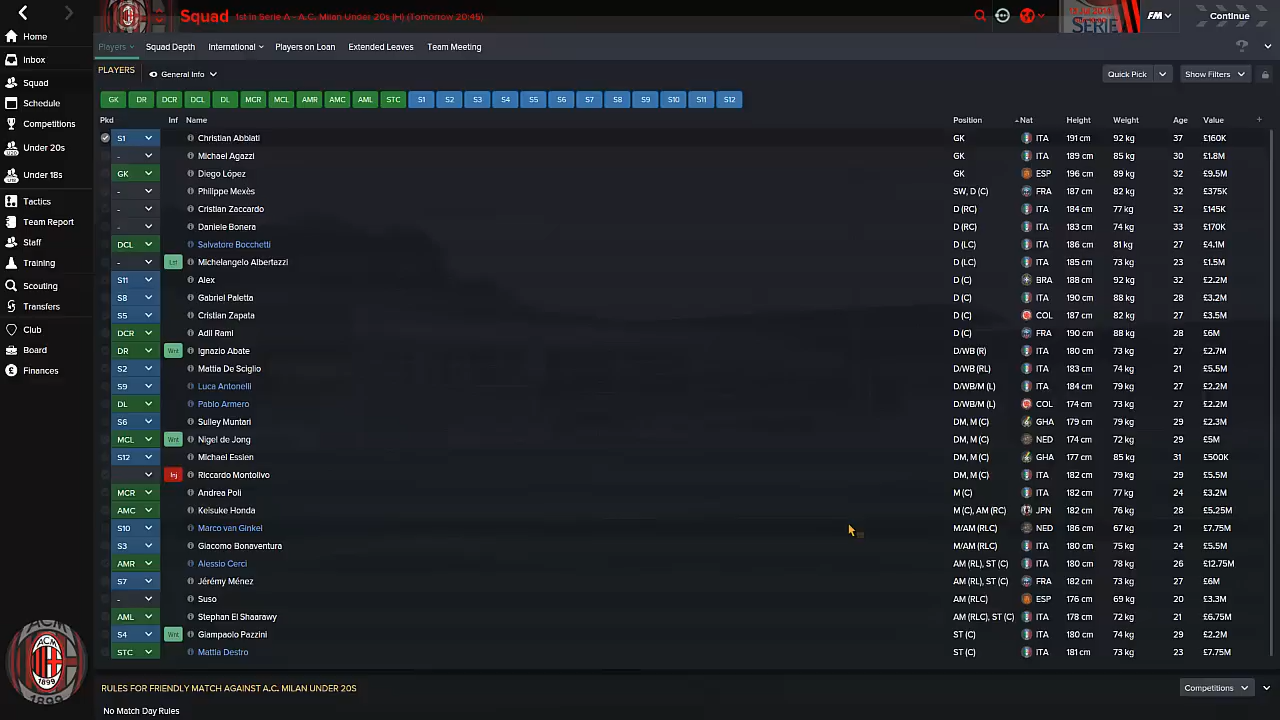 Squad 1st in Serie A - A.C. Milan Under 20s (H) (Tomorrow 20:45) SERIE FM Continue
Home
Inbox
Squad
Schedule
Competitions
Under 20s
Under 18s
Tactics
Team Report
Staff
Training
Scouting
Transfers
Club
Board
Finances
Players Squad Depth International Players on Loan Extended Leaves Team Meeting
PLAYERS General Info Quick Pick Show Filters
GK DR DCR DCL DL MCR MCL AMR AMC AML STC S1 S2 S3 S4 S5 S6 S7 S8 S9 S10 S11 S12
Pkd Inf Name Position Nat Height Weight Age Value +
S1 Christian Abbiati GK ITA 191 cm 92 kg 37 £160K
- Michael Agazzi GK ITA 189 cm 85 kg 30 £1.8M
GK Diego López GK ESP 196 cm 89 kg 32 £9.5M
- Philippe Mexès SW, D (C) FRA 187 cm 82 kg 32 £375K
- Cristian Zaccardo D (RC) ITA 184 cm 77 kg 32 £145K
- Daniele Bonera D (RC) ITA 183 cm 74 kg 33 £170K
DCL Salvatore Bocchetti D (LC) ITA 186 cm 81 kg 27 £4.1M
- Lst Michelangelo Albertazzi D (LC) ITA 185 cm 73 kg 23 £1.5M
S11 Alex D (C) BRA 188 cm 92 kg 32 £2.2M
S8 Gabriel Paletta D (C) ITA 190 cm 88 kg 28 £3.2M
S5 Cristian Zapata D (C) COL 187 cm 82 kg 27 £3.5M
DCR Adil Rami D (C) FRA 190 cm 88 kg 28 £6M
DR Wnt Ignazio Abate D/WB (R) ITA 180 cm 73 kg 27 £2.7M
S2 Mattia De Sciglio D/WB (RL) ITA 183 cm 74 kg 21 £5.5M
S9 Luca Antonelli D/WB/M (L) ITA 184 cm 79 kg 27 £2.2M
DL Pablo Armero D/WB/M (L) COL 174 cm 73 kg 27 £2.2M
S6 Sulley Muntari DM, M (C) GHA 179 cm 79 kg 29 £2.3M
MCL Wnt Nigel de Jong DM, M (C) NED 174 cm 72 kg 29 £5M
S12 Michael Essien DM, M (C) GHA 177 cm 85 kg 31 £500K
Inj Riccardo Montolivo DM, M (C) ITA 182 cm 79 kg 29 £5.5M
MCR Andrea Poli M (C) ITA 182 cm 77 kg 24 £3.2M
AMC Keisuke Honda M (C), AM (RC) JPN 182 cm 76 kg 28 £5.25M
S10 Marco van Ginkel M/AM (RLC) NED 186 cm 67 kg 21 £7.75M
S3 Giacomo Bonaventura M/AM (RLC) ITA 180 cm 75 kg 24 £5.5M
AMR Alessio Cerci AM (RL), ST (C) ITA 180 cm 78 kg 26 £12.75M
S7 Jérémy Ménez AM (RL), ST (C) FRA 182 cm 73 kg 27 £6M
- Suso AM (RLC) ESP 176 cm 69 kg 20 £3.3M
AML Stephan El Shaarawy AM (RLC), ST (C) ITA 178 cm 72 kg 21 £6.75M
S4 Wnt Giampaolo Pazzini ST (C) ITA 180 cm 74 kg 29 £2.2M
STC Mattia Destro ST (C) ITA 181 cm 73 kg 23 £7.75M
ACM
1899
RULES FOR FRIENDLY MATCH AGAINST A.C. MILAN UNDER 20S Competitions
No Match Day Rules